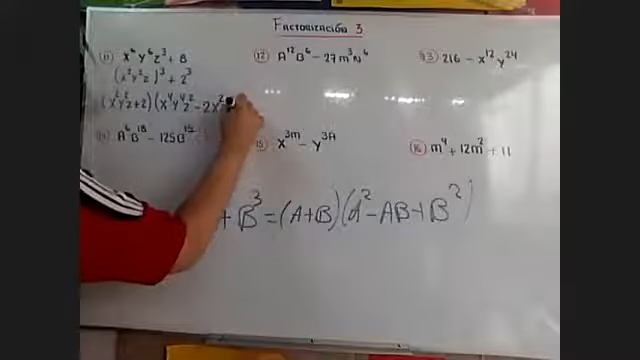 Factorización 3
11 x⁶y⁶z³ + 8
(x²y²z)³ + 2³
(x²y²z+2)(x⁴y⁴z² - 2x²
12 A¹²B⁶ - 27m³N⁶
13 216 - x¹²y²⁴
14 A⁶B¹⁸ - 125B¹⁵
15 x³ᵐ - y³ᴬ
16 m⁴ + 12m² + 11
+ B³ = (A+B)(A² - AB + B²)